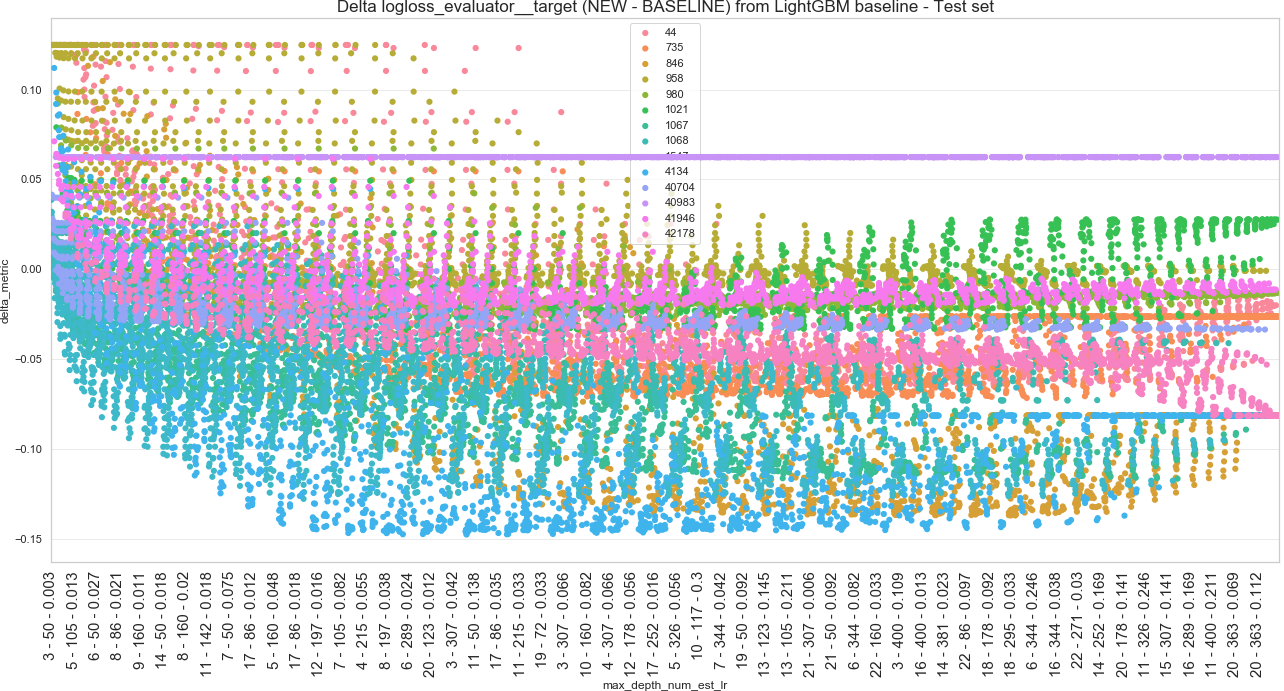 Delta logloss_evaluator__target (NEW - BASELINE) from LightGBM baseline - Test set
44
735
846
958
980
1021
1067
1068
4134
40704
40983
41946
42178
0.10
0.05
0.00
−0.05
−0.10
−0.15
delta_metric
3 - 50 - 0.003
5 - 105 - 0.013
6 - 50 - 0.027
8 - 86 - 0.021
9 - 160 - 0.011
14 - 50 - 0.018
8 - 160 - 0.02
11 - 142 - 0.018
7 - 50 - 0.075
17 - 86 - 0.012
5 - 160 - 0.048
17 - 86 - 0.018
12 - 197 - 0.016
7 - 105 - 0.082
4 - 215 - 0.055
8 - 197 - 0.038
6 - 289 - 0.024
20 - 123 - 0.012
3 - 307 - 0.042
11 - 50 - 0.138
17 - 86 - 0.035
11 - 215 - 0.033
19 - 72 - 0.033
3 - 307 - 0.066
10 - 160 - 0.082
4 - 307 - 0.066
12 - 178 - 0.056
17 - 252 - 0.016
5 - 326 - 0.056
10 - 117 - 0.3
7 - 344 - 0.042
19 - 50 - 0.092
13 - 123 - 0.145
13 - 105 - 0.211
21 - 307 - 0.006
21 - 50 - 0.092
6 - 344 - 0.082
22 - 160 - 0.033
3 - 400 - 0.109
16 - 400 - 0.013
14 - 381 - 0.023
22 - 86 - 0.097
18 - 178 - 0.092
18 - 295 - 0.033
6 - 344 - 0.246
16 - 344 - 0.038
22 - 271 - 0.03
14 - 252 - 0.169
20 - 178 - 0.141
11 - 326 - 0.246
15 - 307 - 0.141
16 - 289 - 0.169
11 - 400 - 0.211
20 - 363 - 0.069
20 - 363 - 0.112
max_depth_num_est_lr